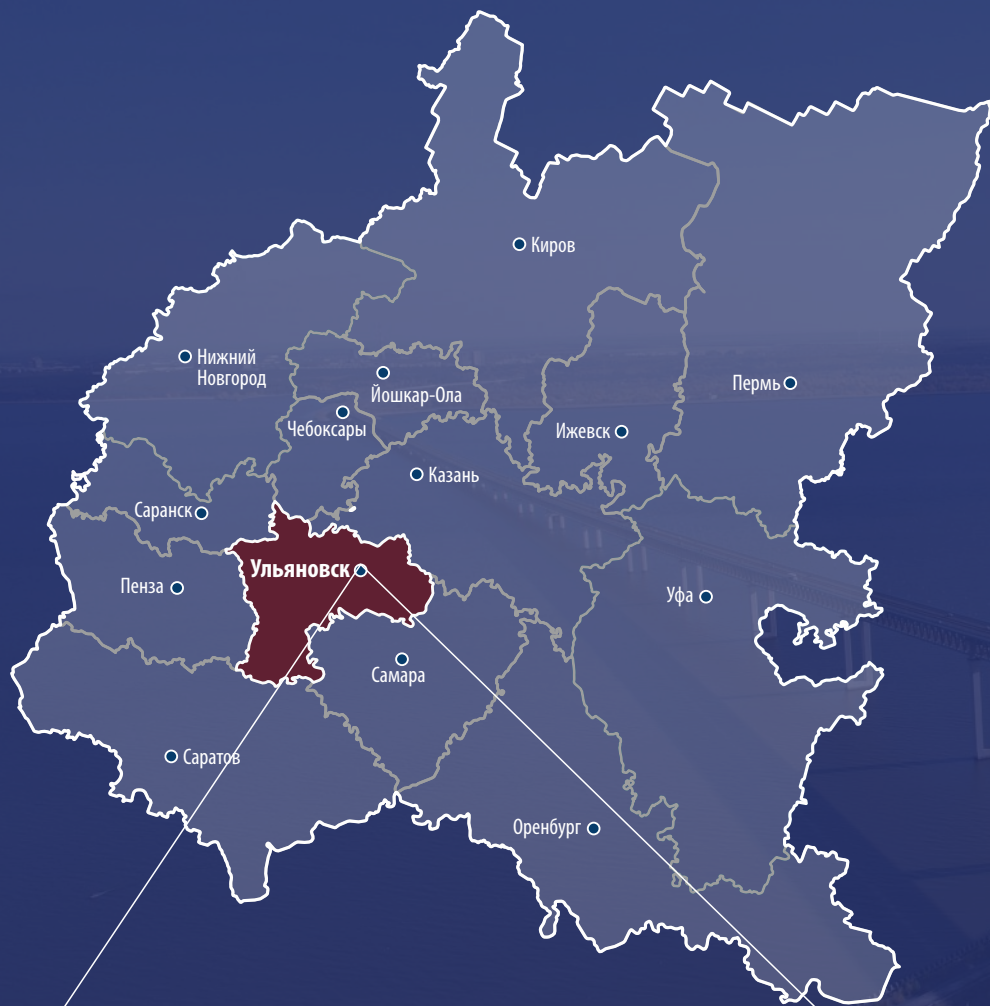 Киров
Нижний
Новгород
Йошкар-Ола
Пермь
Чебоксары
Ижевск
Казань
Саранск
Ульяновск
Пенза
Уфа
Самара
Саратов
Оренбург